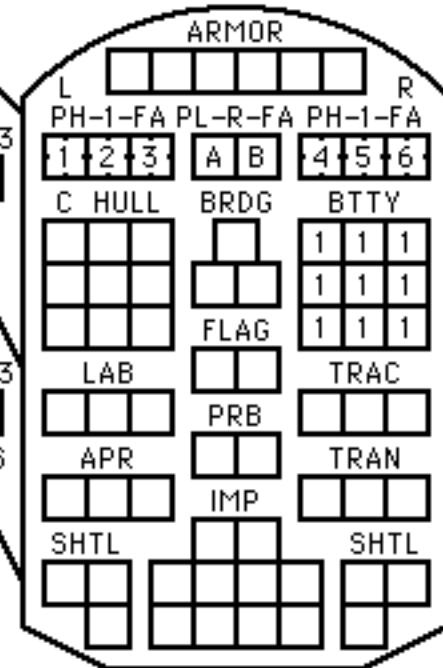 ARMOR
L R
PH-1-FA PL-R-FA PH-1-FA
3
1 2 3 A B 4 5 6
C HULL BRDG BTTY
1 1 1
1 1 1
1 1 1
FLAG
3 LAB TRAC
PRB
APR TRAN
IMP
SHTL SHTL